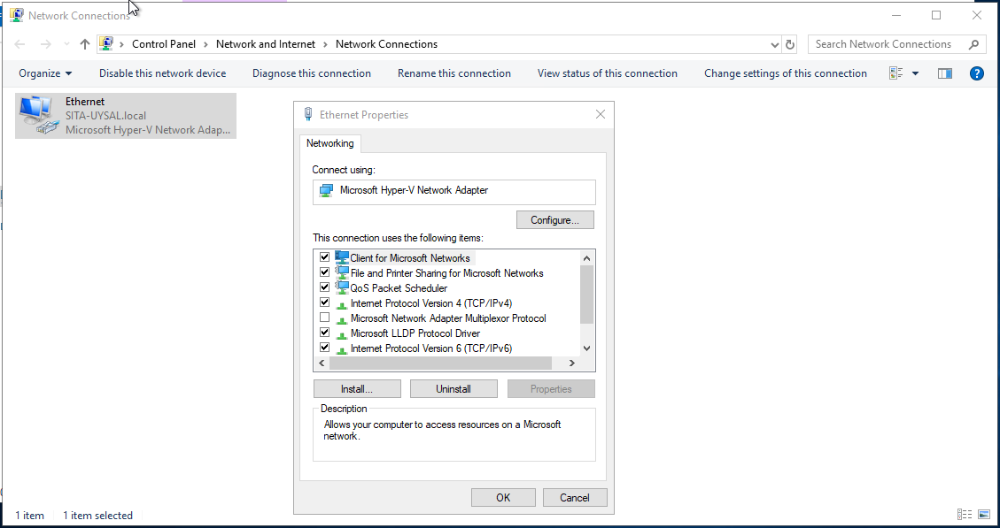 Network Connections
Control Panel > Network and Internet > Network Connections
Search Network Connections
Organize Disable this network device Diagnose this connection Rename this connection View status of this connection Change settings of this connection
Ethernet
SITA-UYSAL.local
Microsoft Hyper-V Network Adap...
Ethernet Properties
Networking
Connect using:
Microsoft Hyper-V Network Adapter
Configure...
This connection uses the following items:
Client for Microsoft Networks
File and Printer Sharing for Microsoft Networks
QoS Packet Scheduler
Internet Protocol Version 4 (TCP/IPv4)
Microsoft Network Adapter Multiplexor Protocol
Microsoft LLDP Protocol Driver
Internet Protocol Version 6 (TCP/IPv6)
Install... Uninstall Properties
Description
Allows your computer to access resources on a Microsoft
network.
OK Cancel
1 item 1 item selected